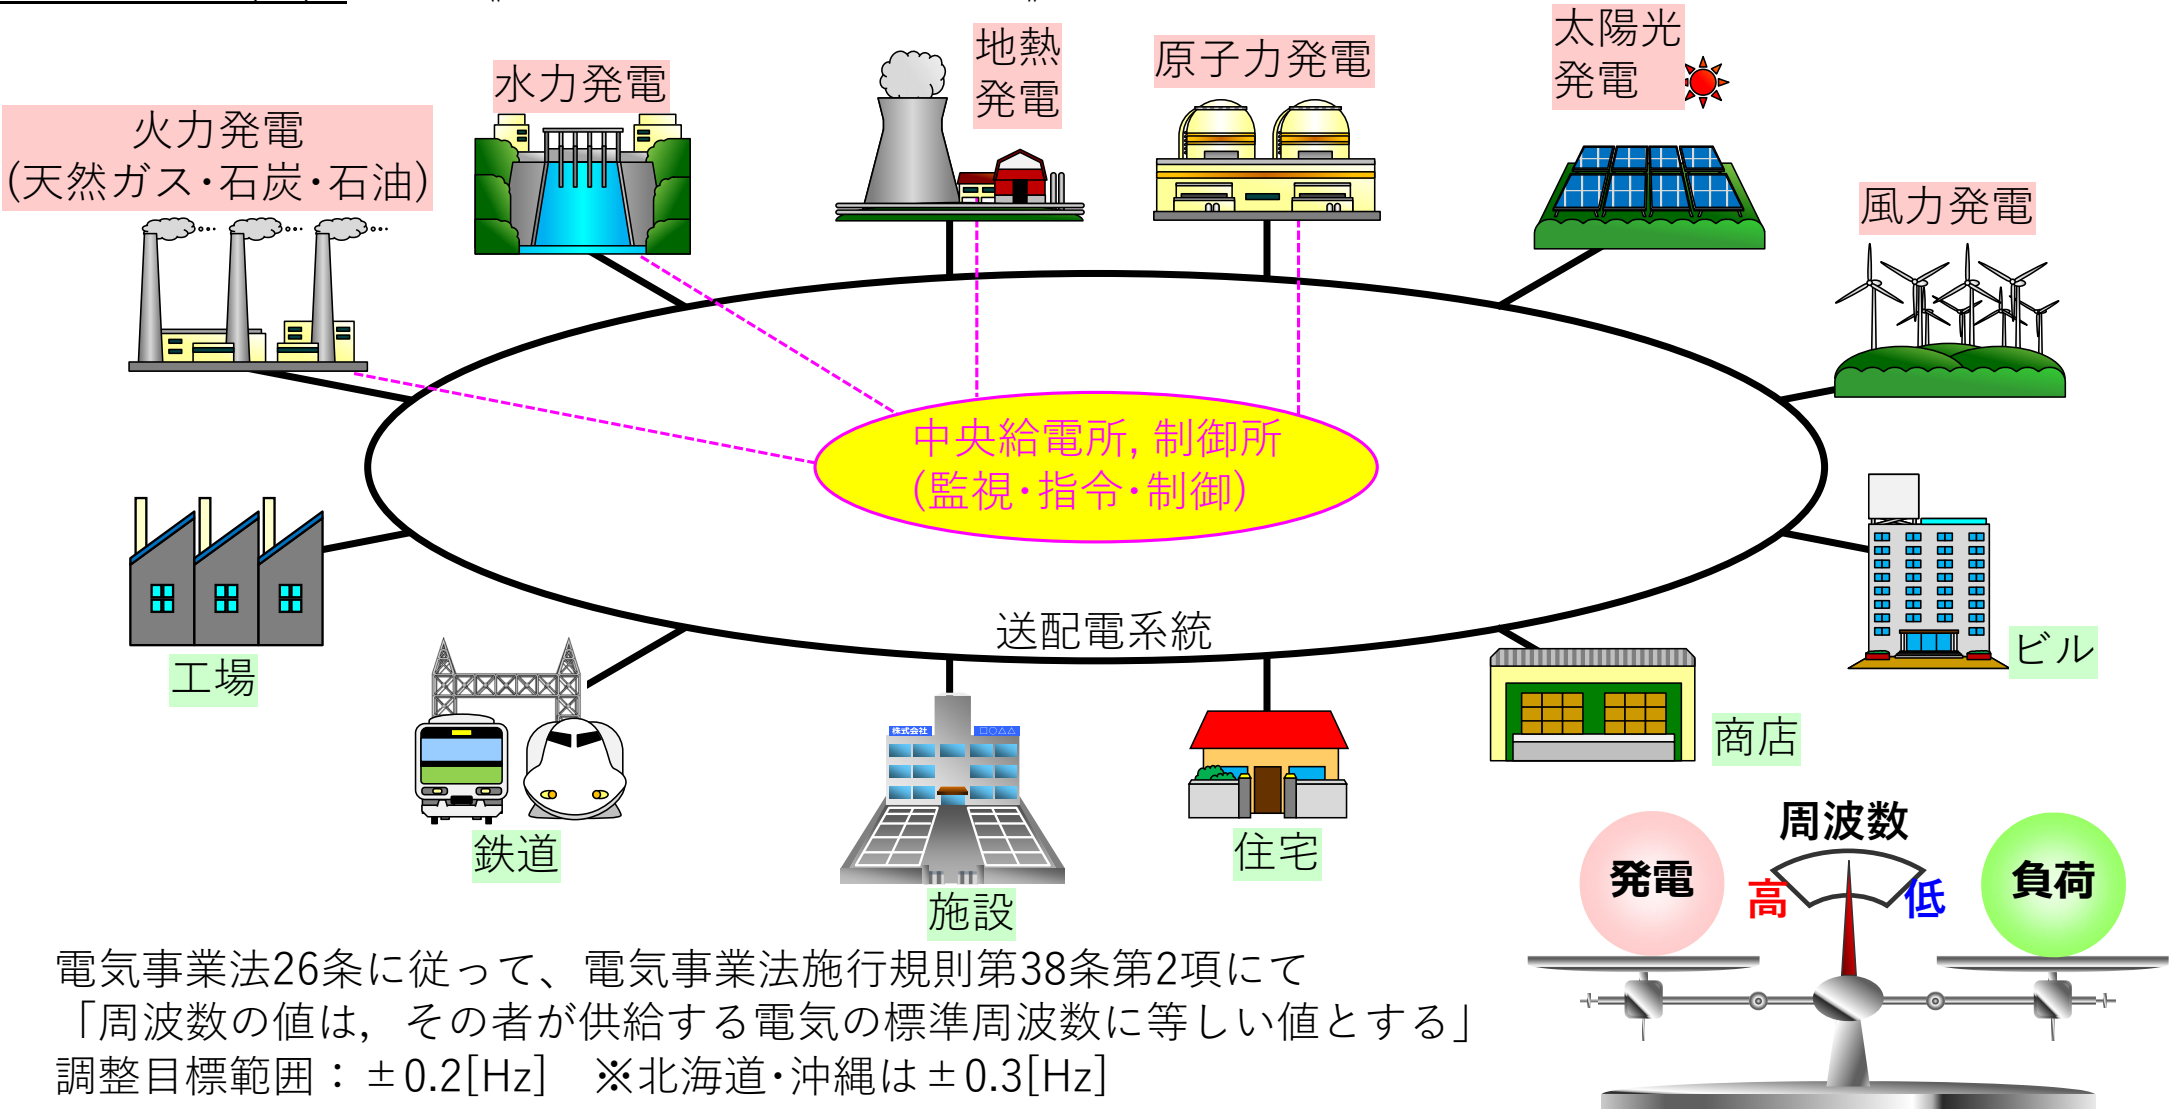 太陽光
発電
地熱
発電
原子力発電
水力発電
火力発電
(天然ガス・石炭・石油)
風力発電
中央給電所, 制御所
(監視・指令・制御)
送配電系統
工場
ビル
商店
株式会社 □○△△
鉄道
住宅
施設
周波数
発電
高
低
負荷
電気事業法26条に従って、電気事業法施行規則第38条第2項にて
「周波数の値は，その者が供給する電気の標準周波数に等しい値とする」
調整目標範囲：±0.2[Hz] ※北海道・沖縄は±0.3[Hz]